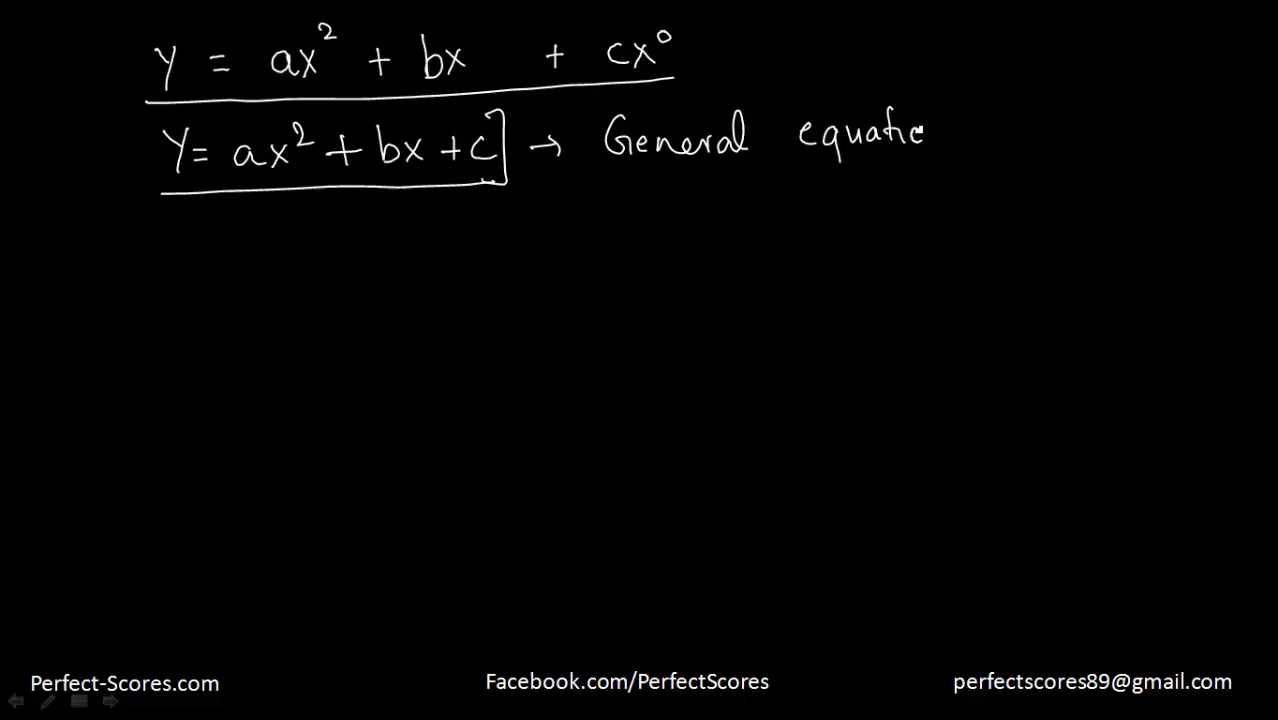 y = ax² + bx + cx⁰
y = ax² + bx + c] → General equatio
Perfect-Scores.com
Facebook.com/PerfectScores
perfectscores89@gmail.com